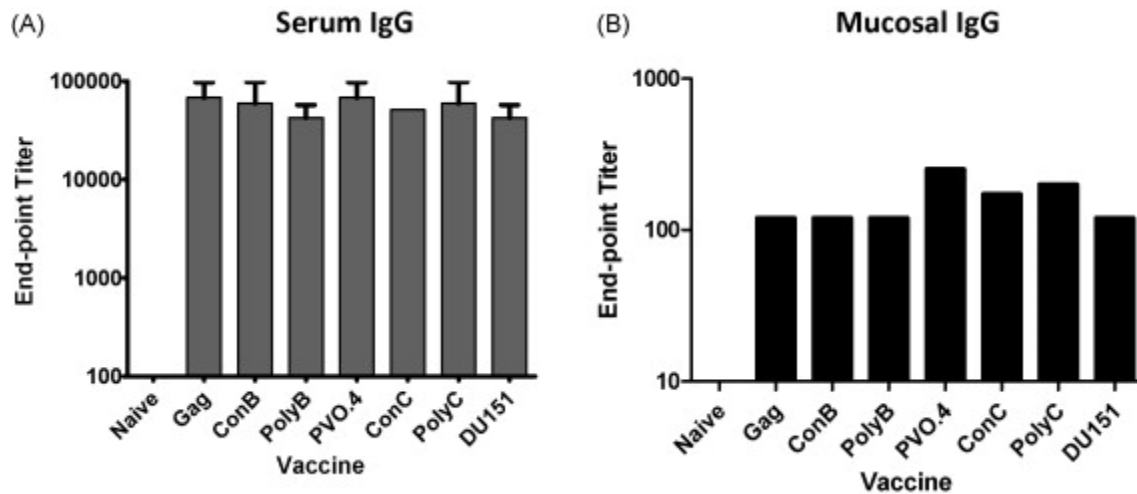 (A)
Serum IgG
End-point Titer
100000
10000
1000
100
Naive
Gag
ConB
PolyB
PVO.4
ConC
PolyC
DU151
Vaccine
(B)
Mucosal IgG
End-point Titer
1000
100
10
Naive
Gag
ConB
PolyB
PVO.4
ConC
PolyC
DU151
Vaccine